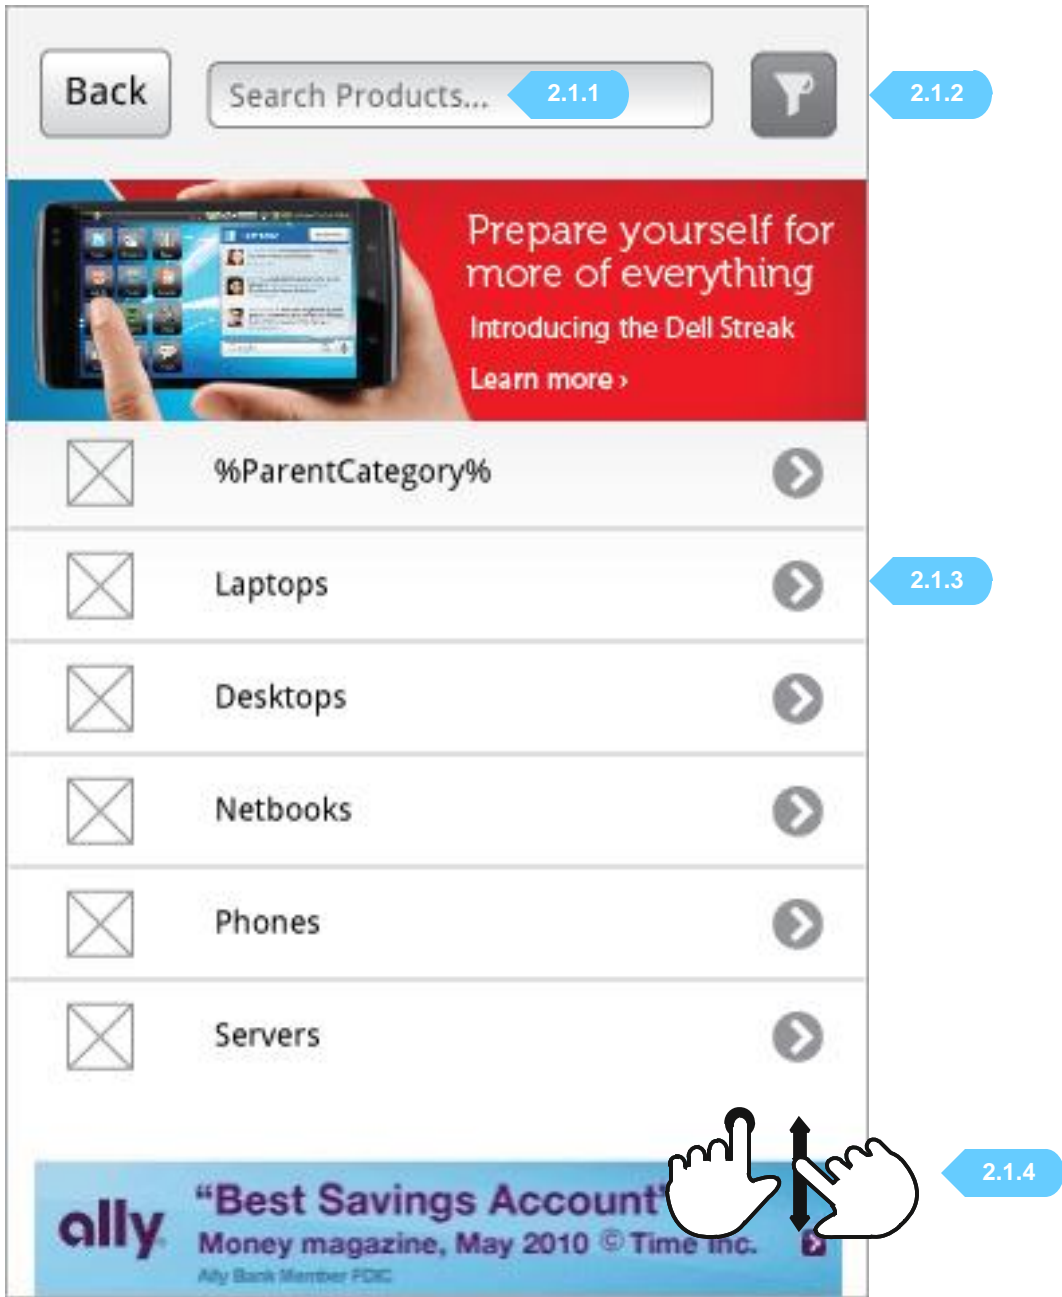 Back
Search Products...
2.1.1
2.1.2
Prepare yourself for
more of everything
Introducing the Dell Streak
Learn more ›
%ParentCategory%
Laptops
2.1.3
Desktops
Netbooks
Phones
Servers
2.1.4
ally
“Best Savings Account”
Money magazine, May 2010 © Time Inc.
Ally Bank Member FDIC